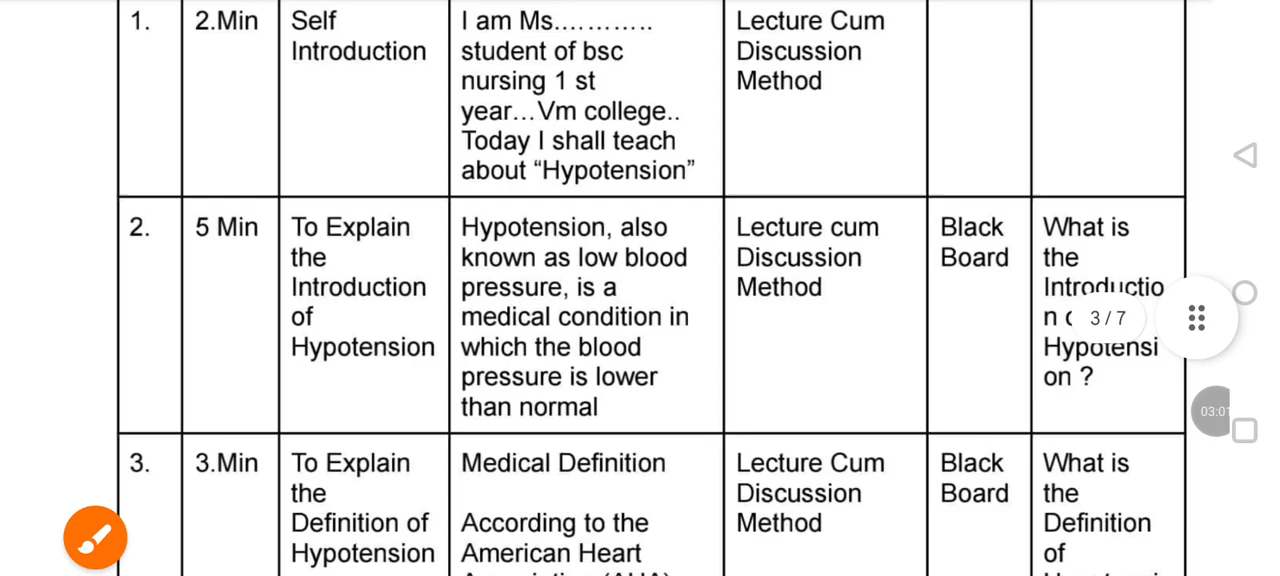 1.
2.Min
Self
Introduction
I am Ms............
student of bsc
nursing 1 st
year...Vm college..
Today I shall teach
about “Hypotension”
Lecture Cum
Discussion
Method
2.
5 Min
To Explain
the
Introduction
of
Hypotension
Hypotension, also
known as low blood
pressure, is a
medical condition in
which the blood
pressure is lower
than normal
Lecture cum
Discussion
Method
Black
Board
What is
the
Introductio
n
Hypotensi
on ?
3 / 7
03:01
3.
3.Min
To Explain
the
Definition of
Hypotension
Medical Definition
According to the
American Heart
Lecture Cum
Discussion
Method
Black
Board
What is
the
Definition
of